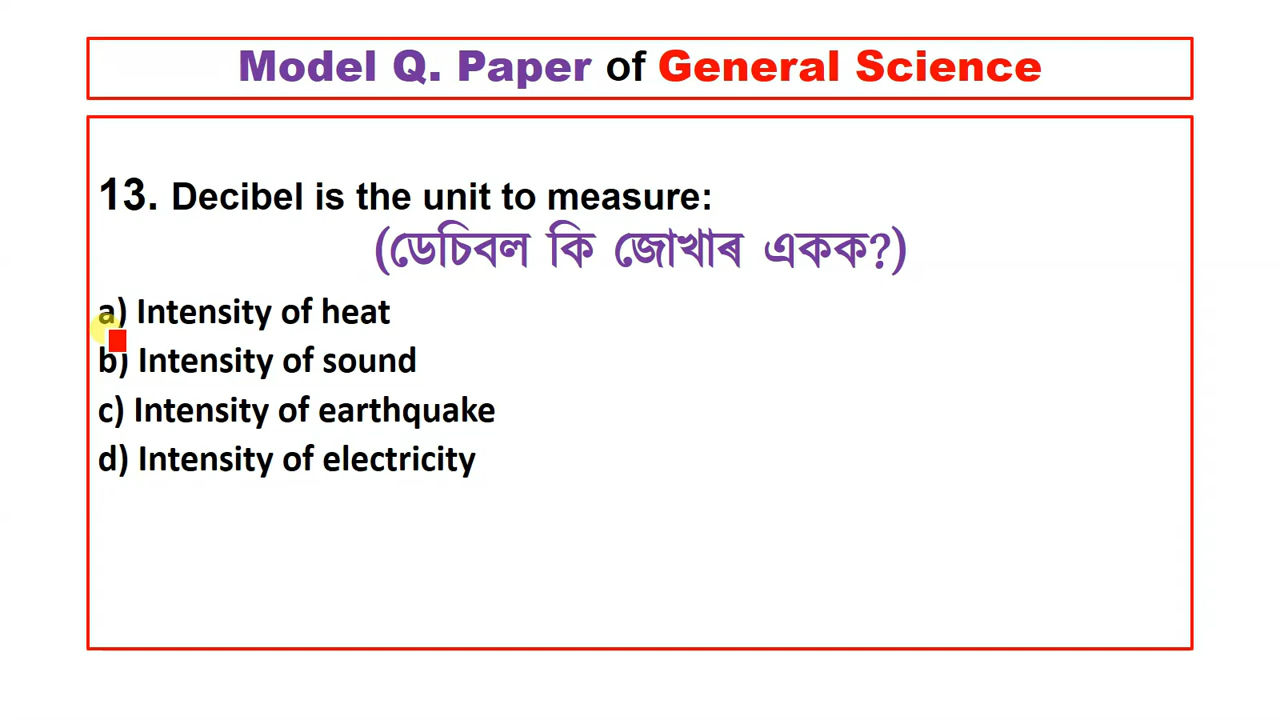 Model Q. Paper of General Science
13. Decibel is the unit to measure:
(ডেচিবল কি জোখাৰ একক?)
a) Intensity of heat
b) Intensity of sound
c) Intensity of earthquake
d) Intensity of electricity